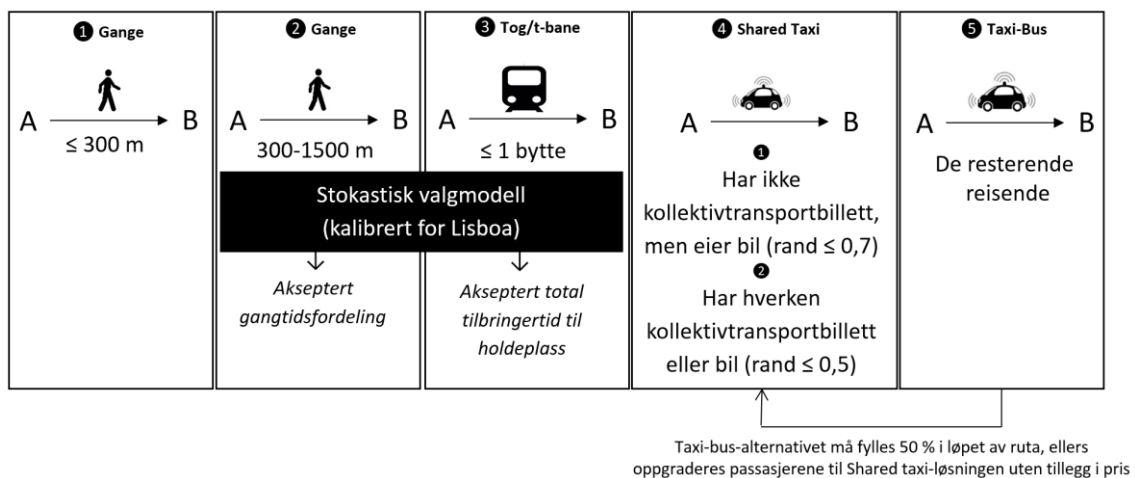 ❶ Gange
A B
≤ 300 m
❷ Gange
A B
300-1500 m
❸ Tog/t-bane
A B
≤ 1 bytte
Stokastisk valgmodell
(kalibrert for Lisboa)
Akseptert
gangtidsfordeling
Akseptert total
tilbringertid til
holdeplass
❹ Shared Taxi
A B
❶
Har ikke
kollektivtransportbillett,
men eier bil (rand ≤ 0,7)
❷
Har hverken
kollektivtransportbillett
eller bil (rand ≤ 0,5)
❺ Taxi-Bus
A B
De resterende
reisende
Taxi-bus-alternativet må fylles 50 % i løpet av ruta, ellers
oppgraderes passasjerene til Shared taxi-løsningen uten tillegg i pris